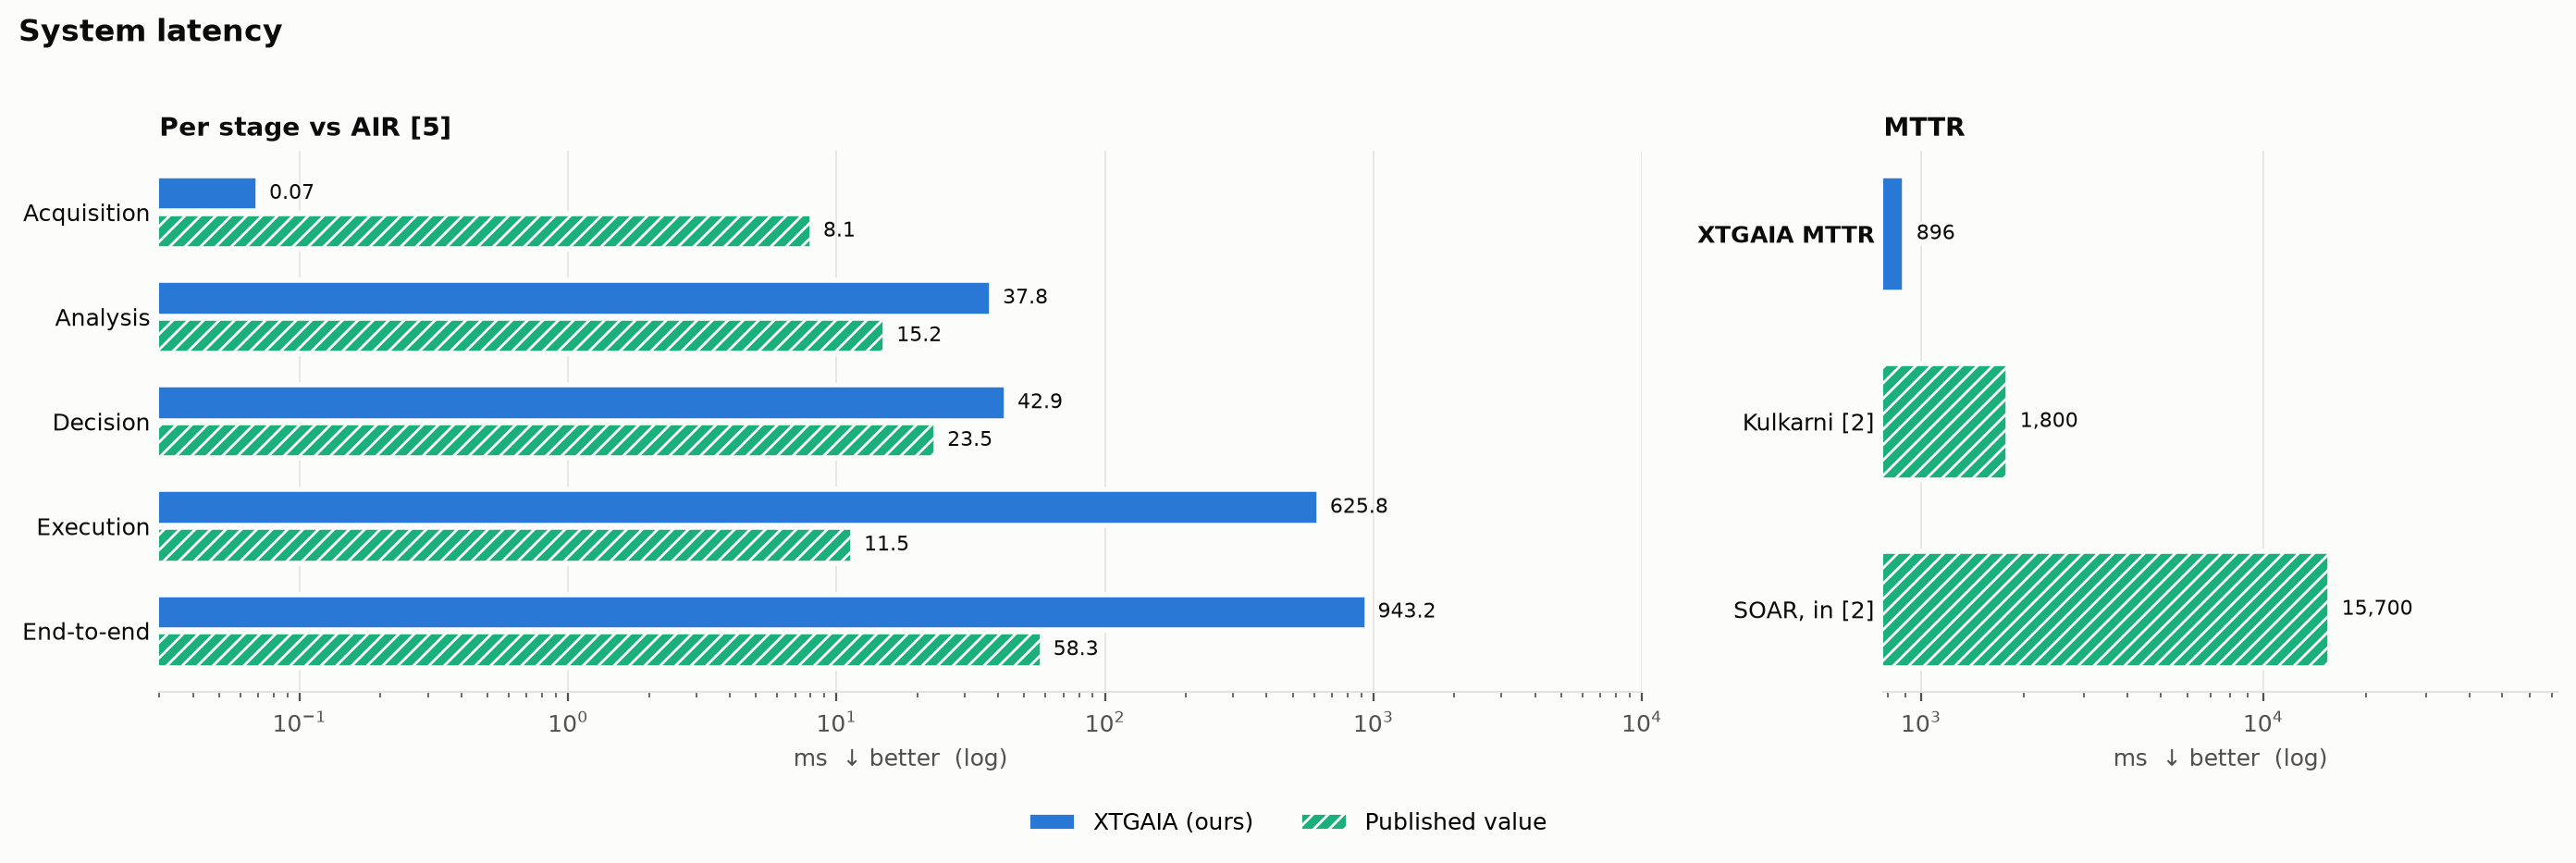 System latency
Per stage vs AIR [5]
Acquisition
0.07
8.1
Analysis
37.8
15.2
Decision
42.9
23.5
Execution
625.8
11.5
End-to-end
943.2
58.3
10⁻¹ 10⁰ 10¹ 10² 10³ 10⁴
ms ↓ better (log)
MTTR
XTGAIA MTTR
896
Kulkarni [2]
1,800
SOAR, in [2]
15,700
10³ 10⁴
ms ↓ better (log)
XTGAIA (ours) Published value